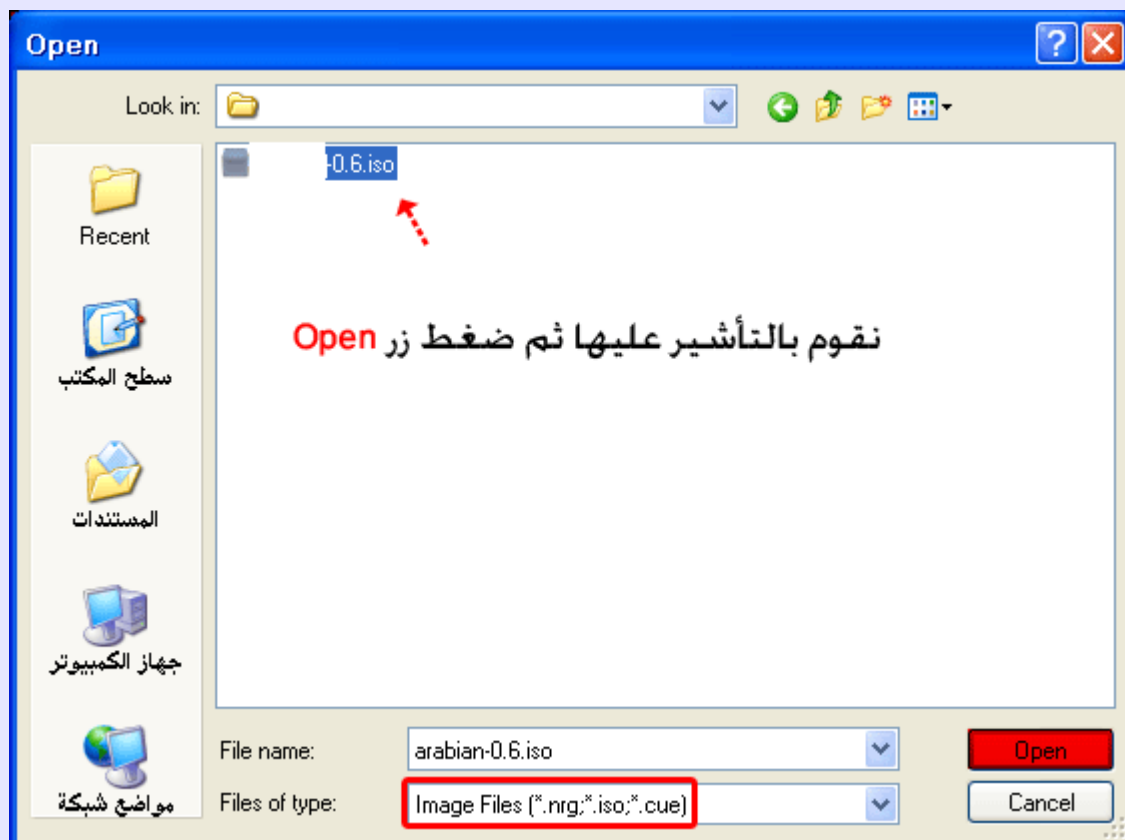 Open
Look in:
-0.6.iso
Recent
نقوم بالتأشير عليها ثم ضغط زر Open
سطح المكتب
المستندات
جهاز الكمبيوتر
مواضع شبكة
File name: arabian-0.6.iso Open
Files of type: Image Files (*.nrg;*.iso;*.cue) Cancel